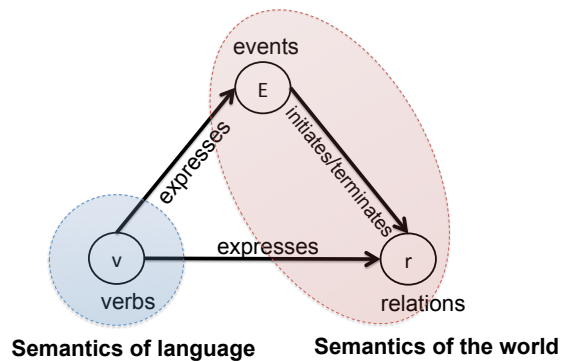 events
E
expresses
initiates/terminates
v
expresses
r
verbs
relations
Semantics of language
Semantics of the world